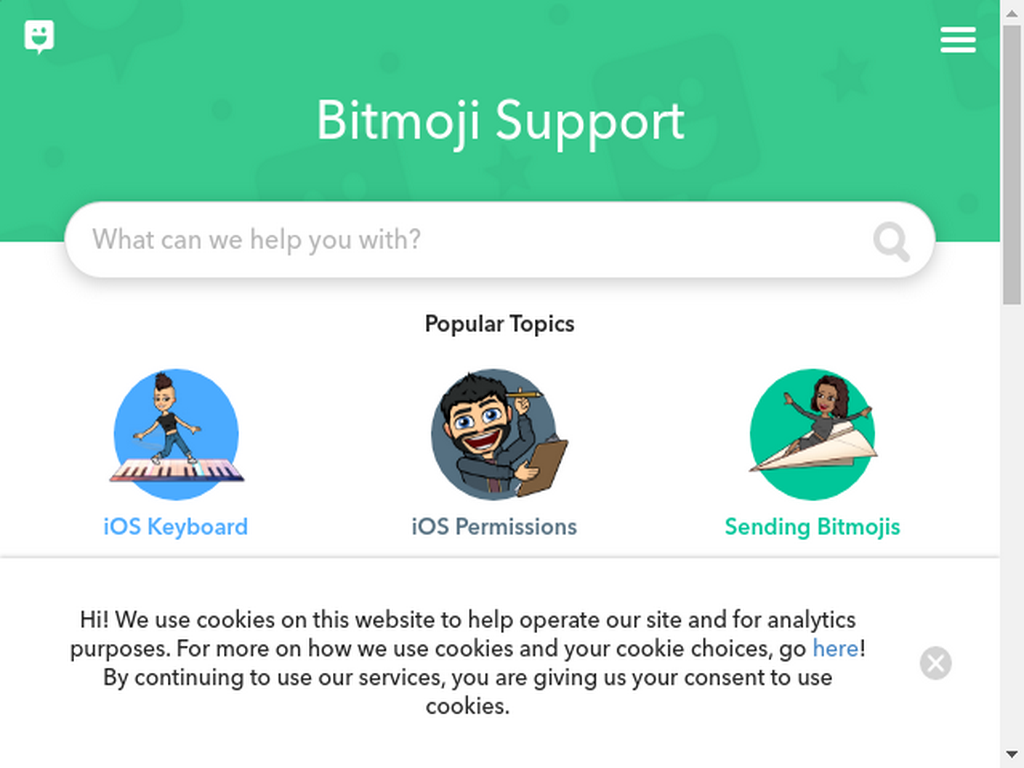 Bitmoji Support
What can we help you with?
Popular Topics
iOS Keyboard
iOS Permissions
Sending Bitmojis
Hi! We use cookies on this website to help operate our site and for analytics
purposes. For more on how we use cookies and your cookie choices, go here!
By continuing to use our services, you are giving us your consent to use
cookies.